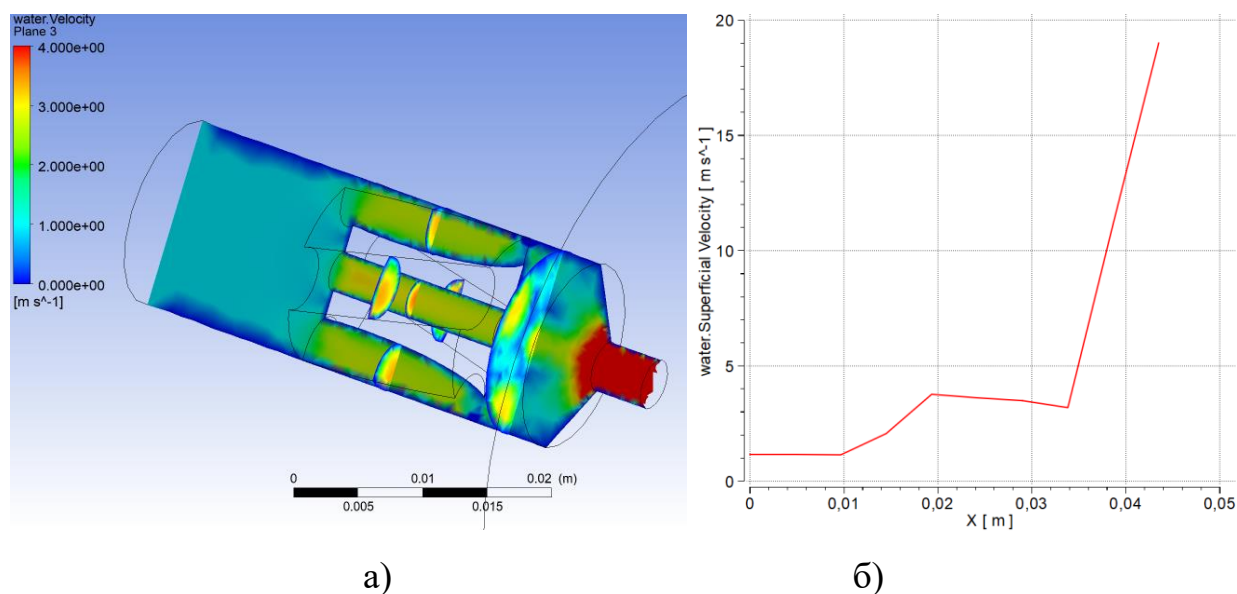 water.Velocity
Plane 3
4.000e+00
3.000e+00
2.000e+00
1.000e+00
0.000e+00
[m s^-1]
0 0.01 0.02 (m)
0.005 0.015
а)
water.Superficial Velocity [ m s^-1 ]
20
15
10
5
0
0 0,01 0,02 0,03 0,04 0,05
X [ m ]
б)